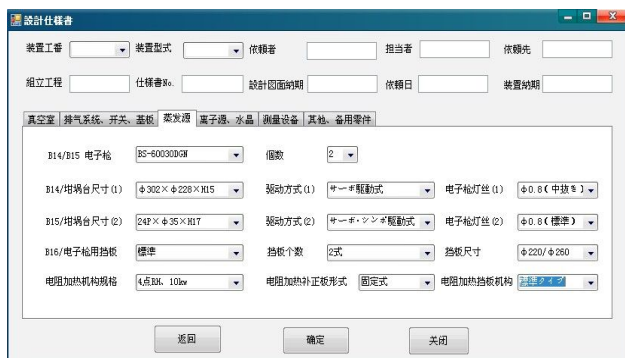 設計仕様書
装置工番 装置型式 依頼者 担当者 依頼先
組立工程 仕様書No. 設計図面納期 依頼日 装置納期
真空室 排气系统、开关、基板 蒸发源 离子源、水晶 测量设备 其他、备用零件
B14/B15 电子枪 BS-60030DGN 個数 2
B14/坩埚台尺寸(1) φ302×φ228×H15 驱动方式(1) サーボ駆動式 电子枪灯丝(1) φ0.8(中抜き)
B15/坩埚台尺寸(2) 24P×φ35×H17 驱动方式(2) サーボ・シンボ駆動式 电子枪灯丝(2) φ0.8(標準)
B16/电子枪用挡板 標準 挡板个数 2式 挡板尺寸 φ220/φ260
电阻加热机构规格 4点RH、10kw 电阻加热补正板形式 固定式 电阻加热挡板机构 標準タイプ
返回 确定 关闭